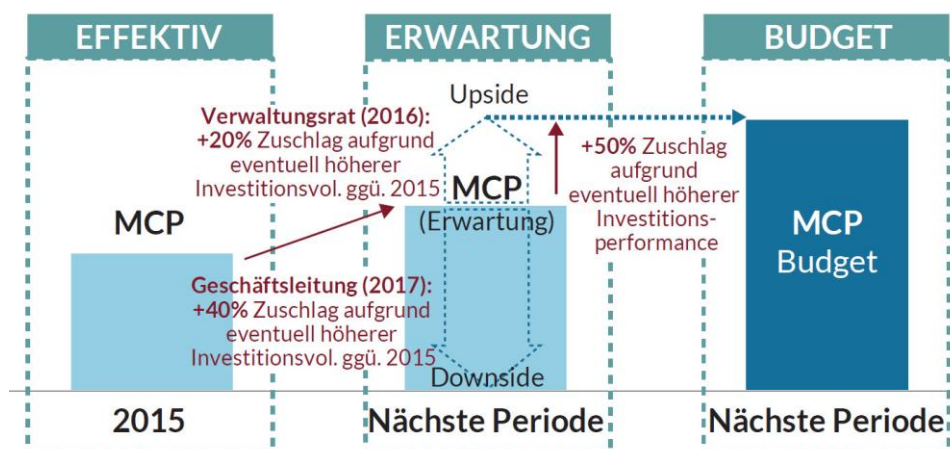 EFFEKTIV
ERWARTUNG
BUDGET
Verwaltungsrat (2016):
+20% Zuschlag aufgrund
eventuell höherer
Investitionsvol. ggü. 2015
Upside
+50% Zuschlag
aufgrund
eventuell höherer
Investitions-
performance
MCP
MCP
(Erwartung)
MCP
Budget
Geschäftsleitung (2017):
+40% Zuschlag aufgrund
eventuell höherer
Investitionsvol. ggü. 2015
Downside
2015
Nächste Periode
Nächste Periode